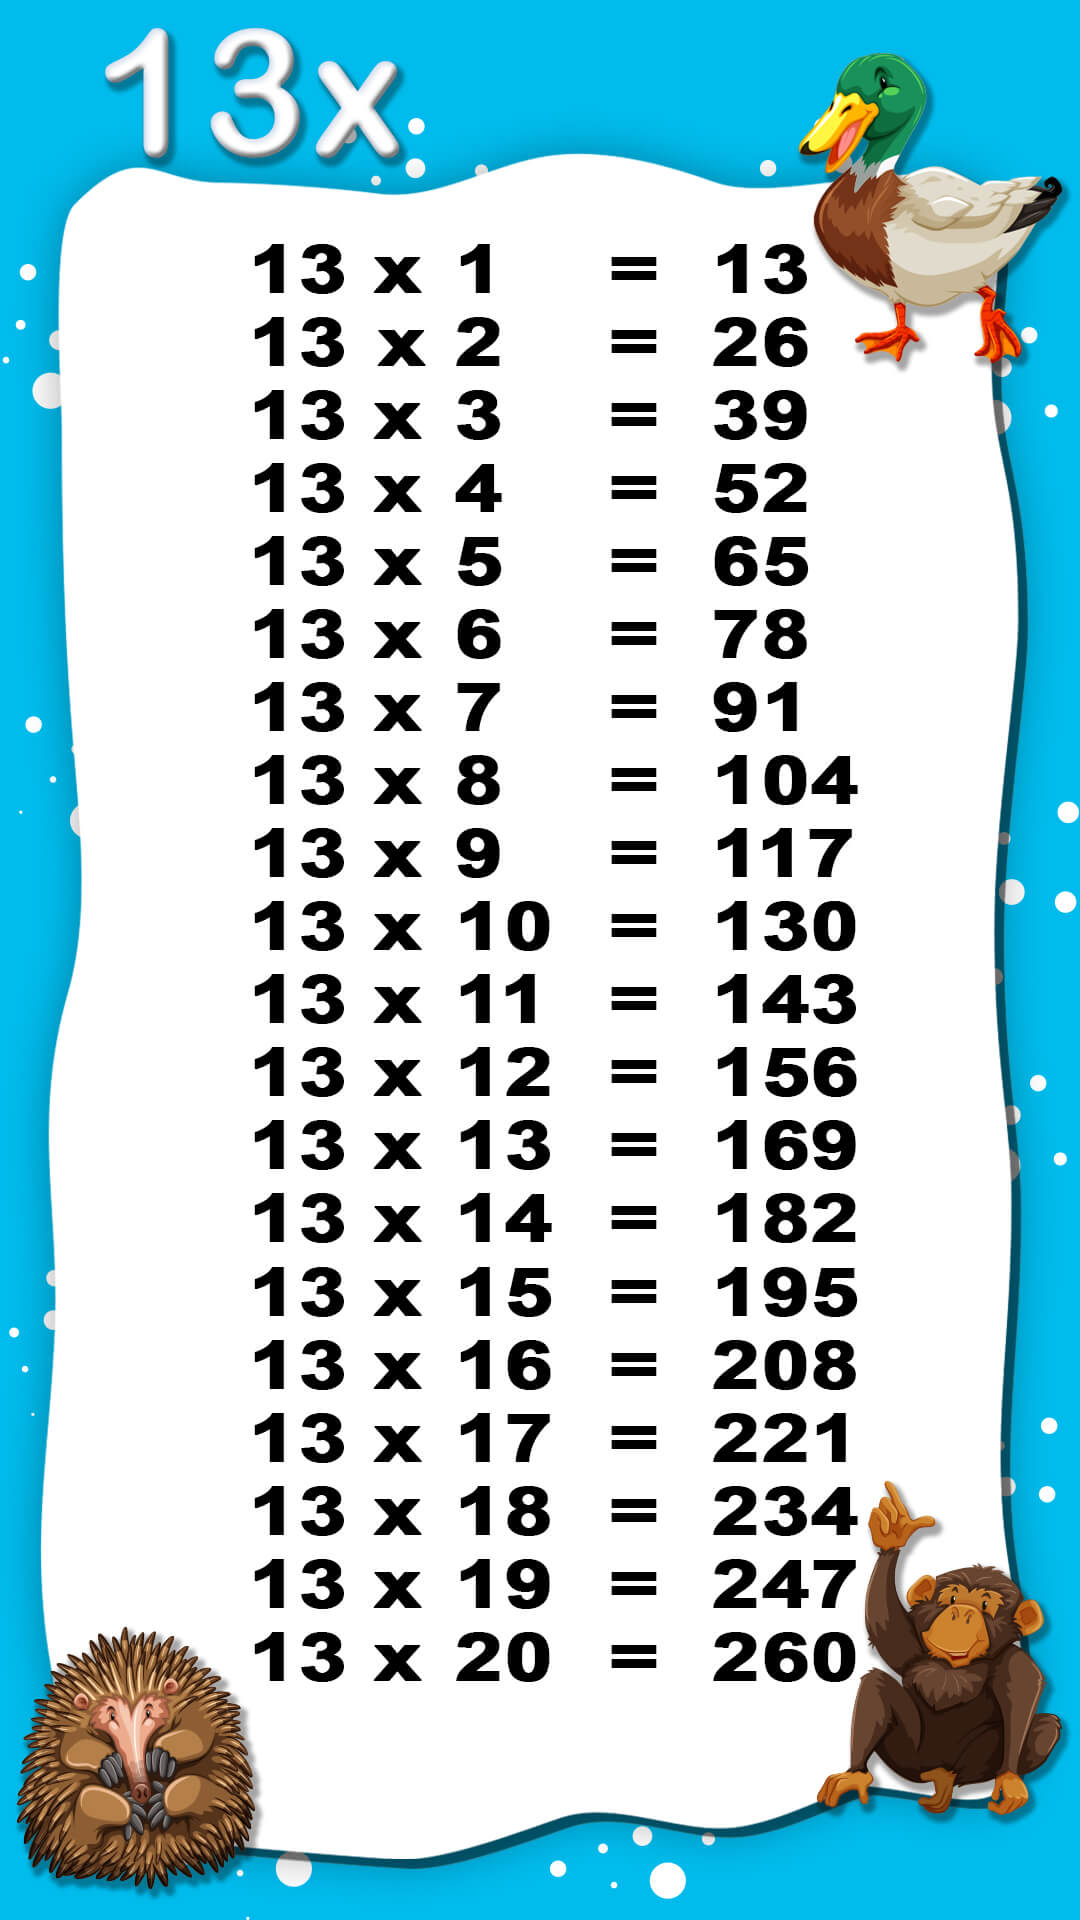 13x
13 x 1 = 13
13 x 2 = 26
13 x 3 = 39
13 x 4 = 52
13 x 5 = 65
13 x 6 = 78
13 x 7 = 91
13 x 8 = 104
13 x 9 = 117
13 x 10 = 130
13 x 11 = 143
13 x 12 = 156
13 x 13 = 169
13 x 14 = 182
13 x 15 = 195
13 x 16 = 208
13 x 17 = 221
13 x 18 = 234
13 x 19 = 247
13 x 20 = 260